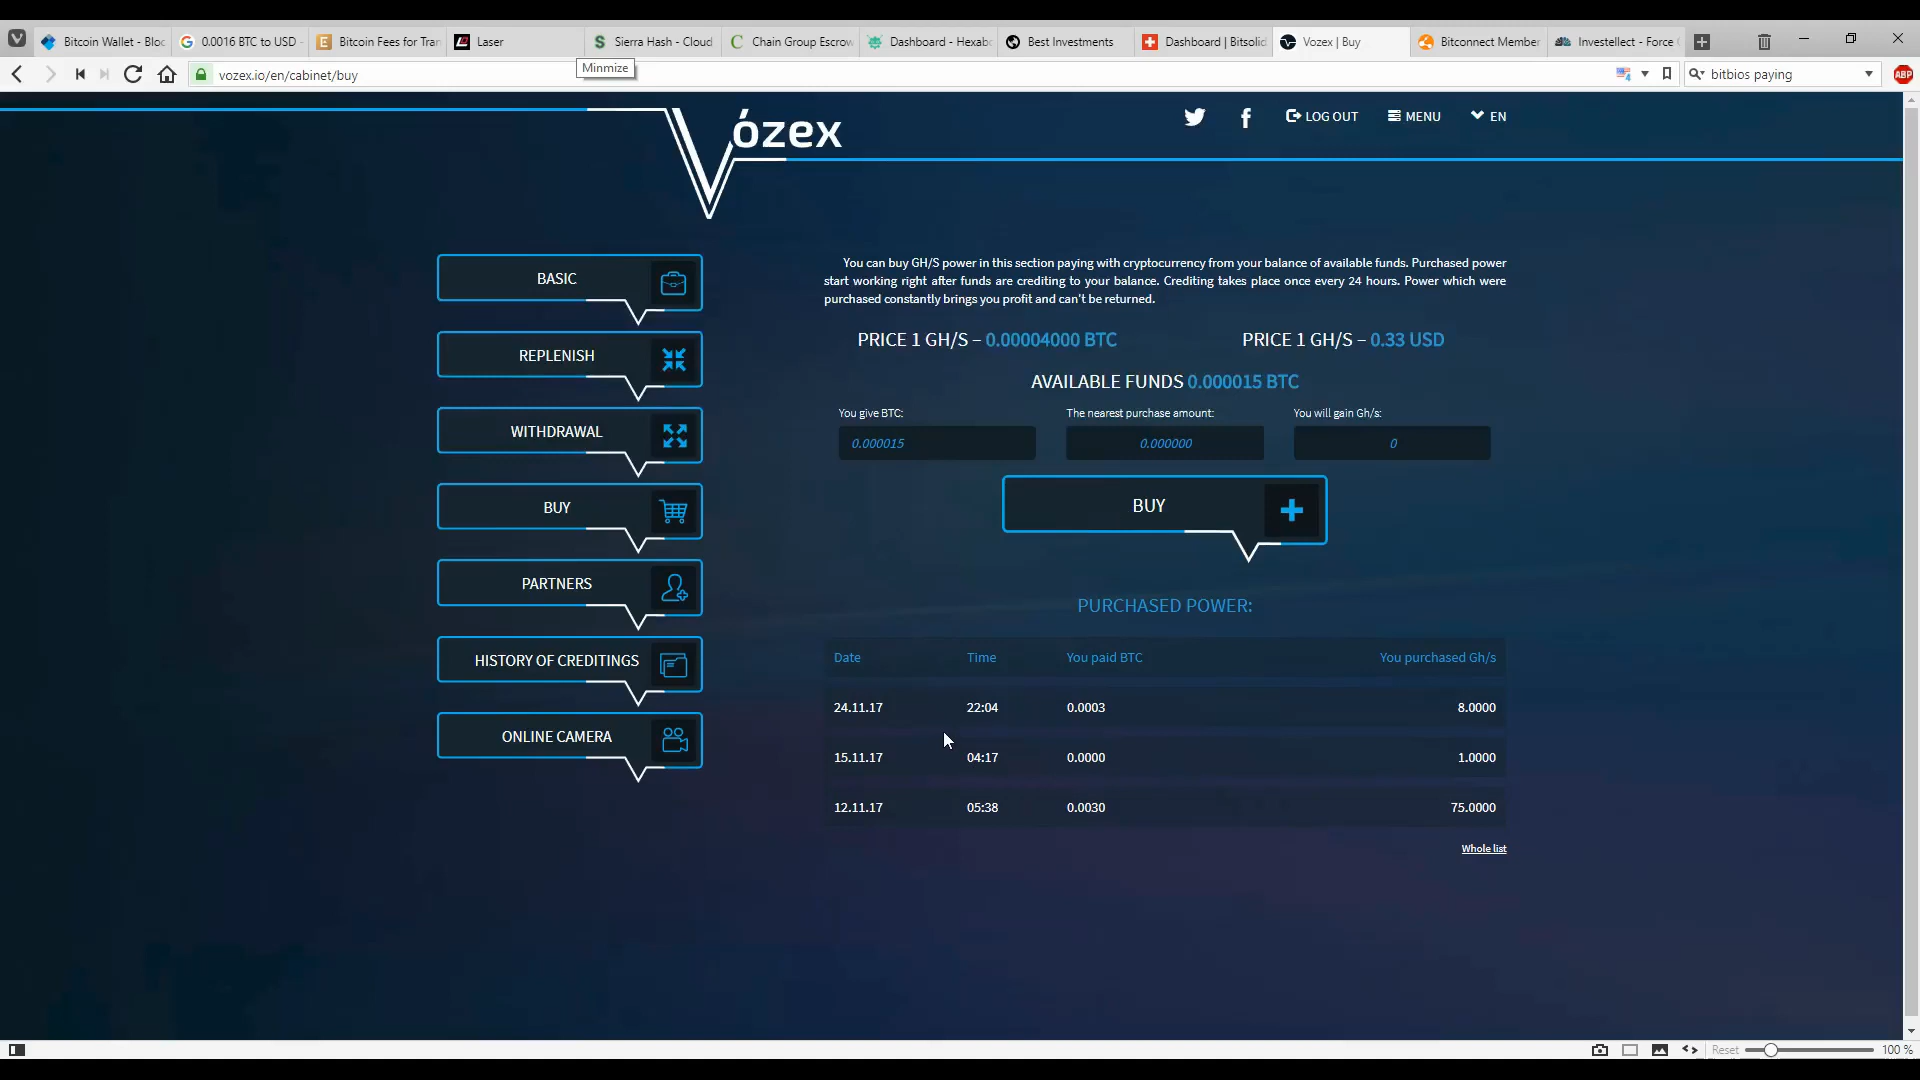 Bitcoin Wallet - Bloc
0.0016 BTC to USD -
Bitcoin Fees for Tran
Laser
Sierra Hash - Cloud
Chain Group Escrow
Dashboard - Hexabo
Best Investments
Dashboard | Bitsolid
Vozex | Buy
Bitconnect Member
Investellect - Force
Minmize
vozex.io/en/cabinet/buy
bitbios paying
ABP
Vózex
LOG OUT
MENU
EN
BASIC
REPLENISH
WITHDRAWAL
BUY
PARTNERS
HISTORY OF CREDITINGS
ONLINE CAMERA
You can buy GH/S power in this section paying with cryptocurrency from your balance of available funds. Purchased power
start working right after funds are crediting to your balance. Crediting takes place once every 24 hours. Power which were
purchased constantly brings you profit and can't be returned.
PRICE 1 GH/S – 0.00004000 BTC
PRICE 1 GH/S – 0.33 USD
AVAILABLE FUNDS 0.000015 BTC
You give BTC:
The nearest purchase amount:
You will gain Gh/s:
0.000015
0.000000
0
BUY
PURCHASED POWER:
Date Time You paid BTC You purchased Gh/s
24.11.17 22:04 0.0003 8.0000
15.11.17 04:17 0.0000 1.0000
12.11.17 05:38 0.0030 75.0000
Whole list
Reset
100 %